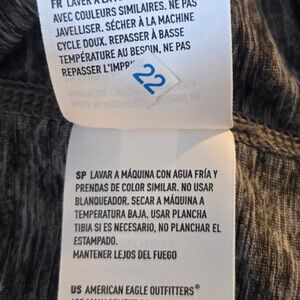 FR LAVER À L'EAU
AVEC COULEURS SIMILAIRES. NE PAS
JAVELLISER. SÉCHER À LA MACHINE
CYCLE DOUX. REPASSER À BASSE
TEMPÉRATURE AU BESOIN, NE PAS
REPASSER L'IMPR
22
SP LAVAR A MÁQUINA CON AGUA FRÍA Y
PRENDAS DE COLOR SIMILAR. NO USAR
BLANQUEADOR. SECAR A MÁQUINA A
TEMPERATURA BAJA. USAR PLANCHA
TIBIA SI ES NECESARIO, NO PLANCHAR EL
ESTAMPADO.
MANTENER LEJOS DEL FUEGO
US AMERICAN EAGLE OUTFITTERS®